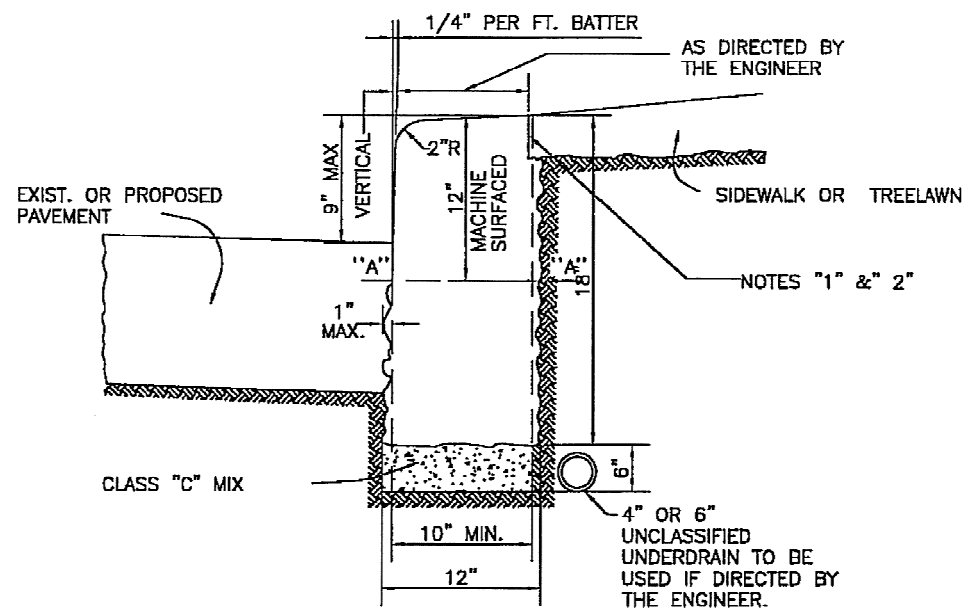 1/4" PER FT. BATTER
AS DIRECTED BY
THE ENGINEER
9" MAX
VERTICAL
2"R
12"
MACHINE
SURFACED
EXIST. OR PROPOSED
PAVEMENT
SIDEWALK OR TREELAWN
"A"
"A"
18"
NOTES "1" &" 2"
1"
MAX.
CLASS "C" MIX
6"
4" OR 6"
UNCLASSIFIED
UNDERDRAIN TO BE
USED IF DIRECTED BY
THE ENGINEER.
10" MIN.
12"